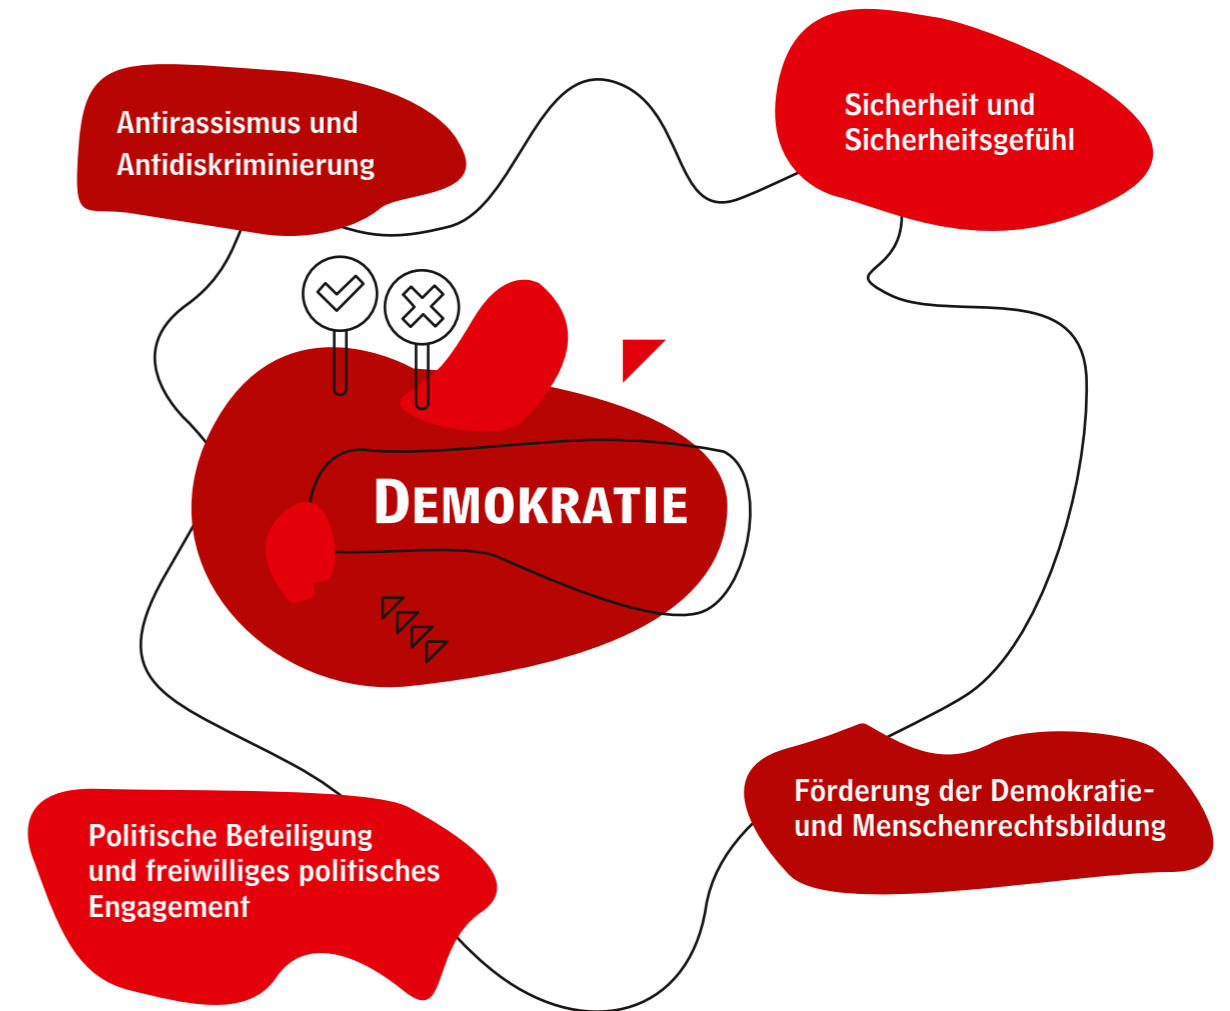 Antirassismus und
Antidiskriminierung
Sicherheit und
Sicherheitsgefühl
DEMOKRATIE
Politische Beteiligung
und freiwilliges politisches
Engagement
Förderung der Demokratie-
und Menschenrechtsbildung